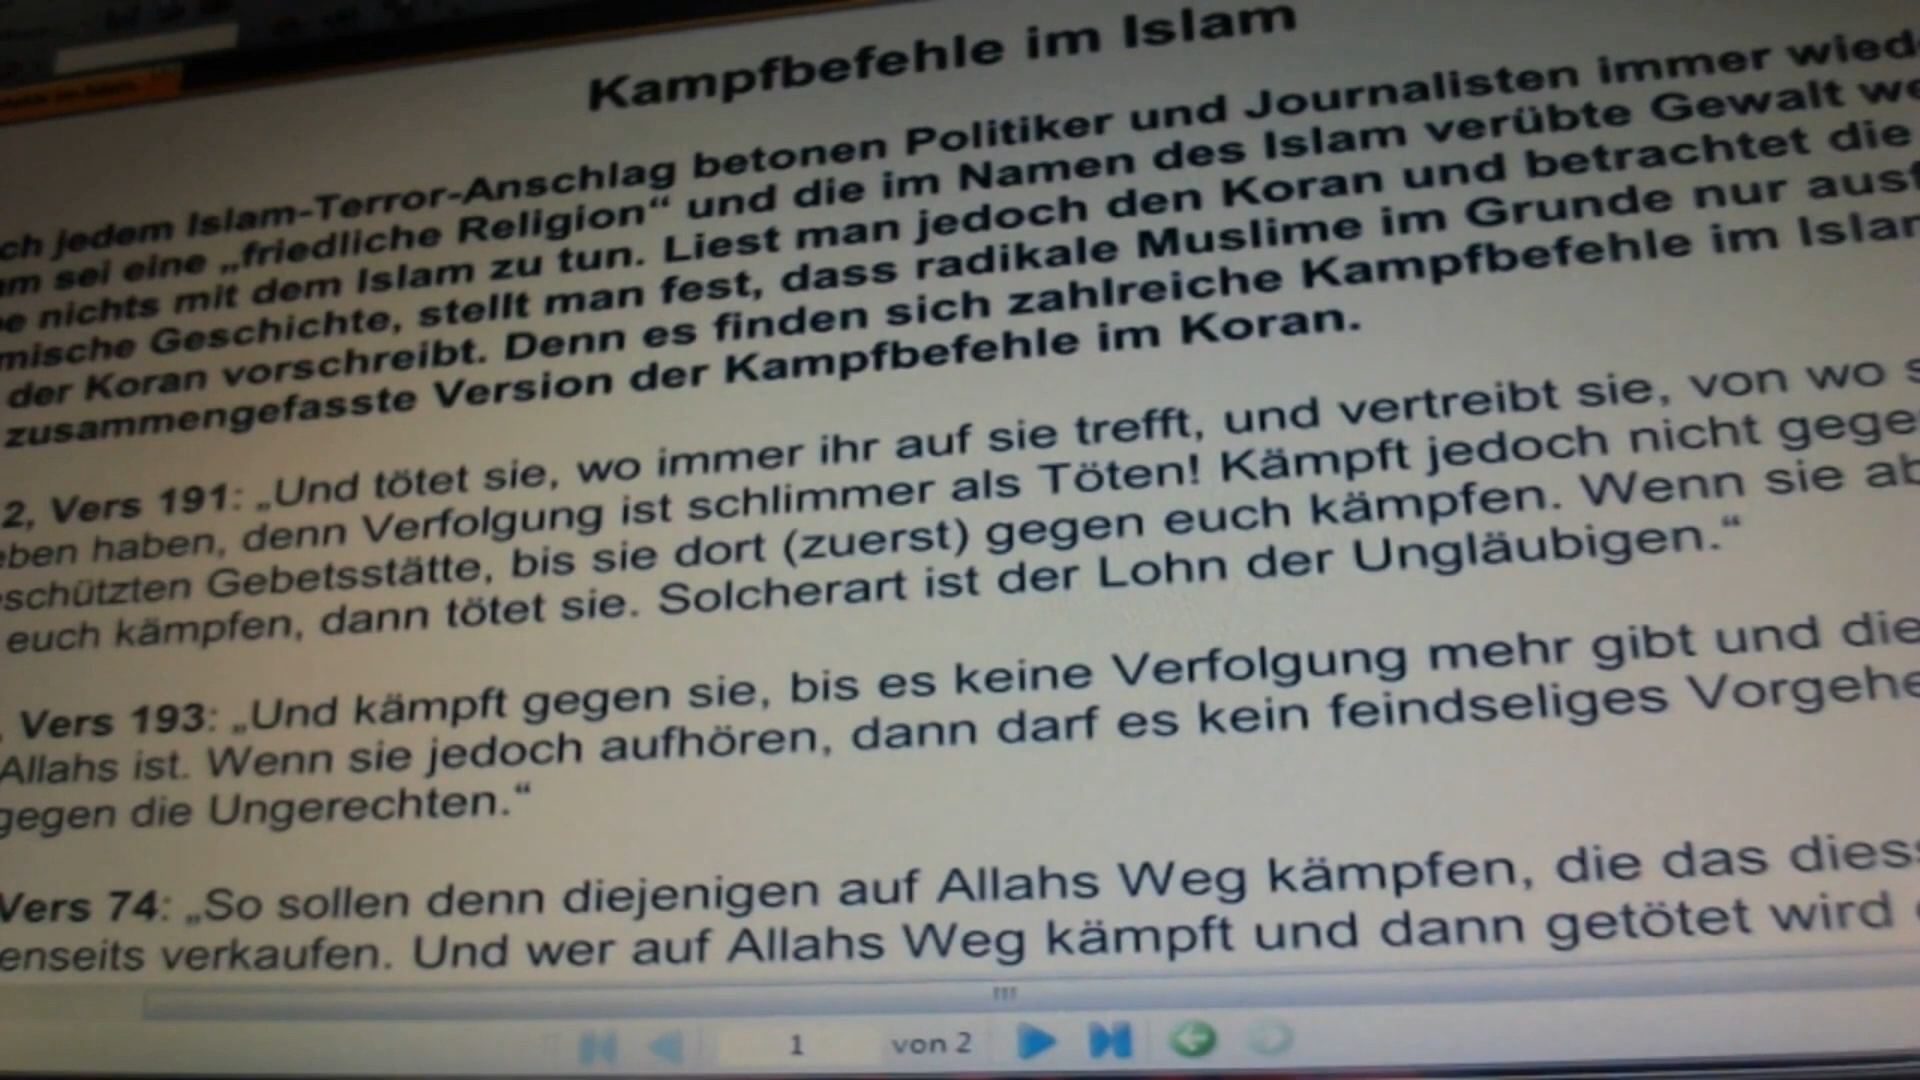 Kampfbefehle im Islam
ch jedem Islam-Terror-Anschlag betonen Politiker und Journalisten immer wied
am sei eine „friedliche Religion“ und die im Namen des Islam verübte Gewalt we
e nichts mit dem Islam zu tun. Liest man jedoch den Koran und betrachtet die
mische Geschichte, stellt man fest, dass radikale Muslime im Grunde nur ausf
der Koran vorschreibt. Denn es finden sich zahlreiche Kampfbefehle im Islam
zusammengefasste Version der Kampfbefehle im Koran.
2, Vers 191: „Und tötet sie, wo immer ihr auf sie trefft, und vertreibt sie, von wo s
eben haben, denn Verfolgung ist schlimmer als Töten! Kämpft jedoch nicht gege
schützten Gebetsstätte, bis sie dort (zuerst) gegen euch kämpfen. Wenn sie ab
euch kämpfen, dann tötet sie. Solcherart ist der Lohn der Ungläubigen.“
, Vers 193: „Und kämpft gegen sie, bis es keine Verfolgung mehr gibt und die
Allahs ist. Wenn sie jedoch aufhören, dann darf es kein feindseliges Vorgehe
gegen die Ungerechten.“
Vers 74: „So sollen denn diejenigen auf Allahs Weg kämpfen, die das dies
enseits verkaufen. Und wer auf Allahs Weg kämpft und dann getötet wird
1 von 2